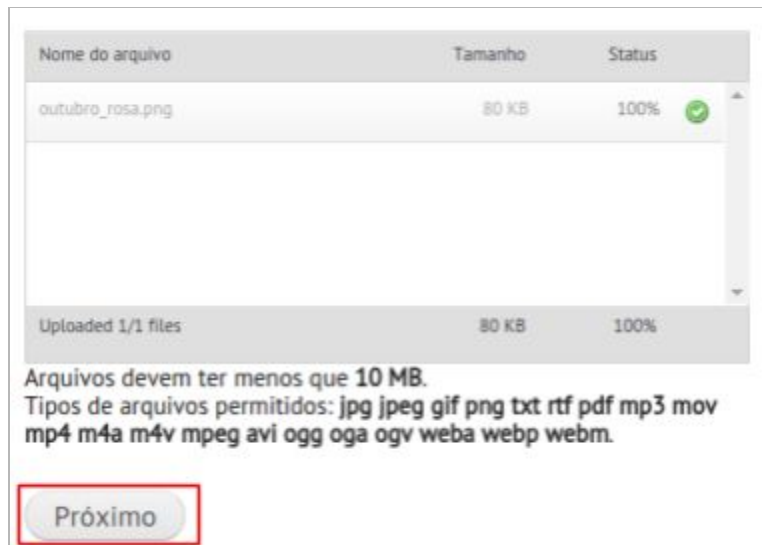 Nome do arquivo Tamanho Status
outubro_rosa.png 80 KB 100%
Uploaded 1/1 files 80 KB 100%
Arquivos devem ter menos que 10 MB.
Tipos de arquivos permitidos: jpg jpeg gif png txt rtf pdf mp3 mov
mp4 m4a m4v mpeg avi ogg oga ogv weba webp webm.
Próximo